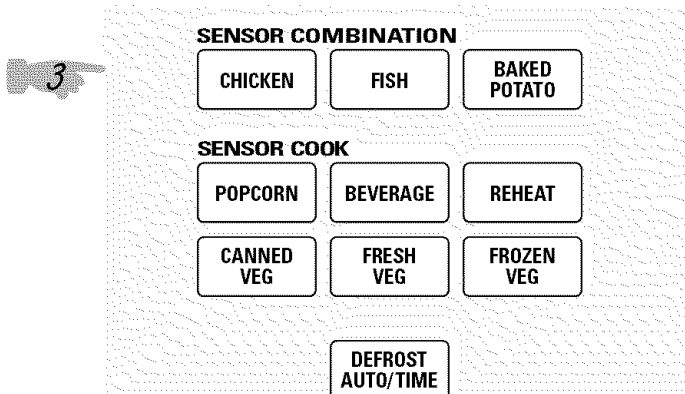 SENSOR COMBINATION
3
CHICKEN
FISH
BAKED
POTATO
SENSOR COOK
POPCORN
BEVERAGE
REHEAT
CANNED
VEG
FRESH
VEG
FROZEN
VEG
DEFROST
AUTO/TIME